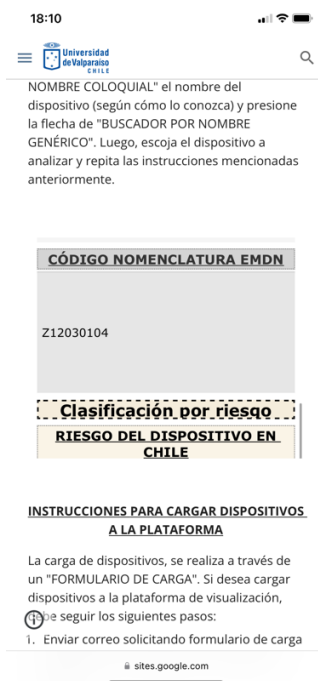 18:10
Universidad
de Valparaíso
CHILE
NOMBRE COLOQUIAL" el nombre del
dispositivo (según cómo lo conozca) y presione
la flecha de "BUSCADOR POR NOMBRE
GENÉRICO". Luego, escoja el dispositivo a
analizar y repita las instrucciones mencionadas
anteriormente.
CÓDIGO NOMENCLATURA EMDN
Z12030104
Clasificación por riesgo
RIESGO DEL DISPOSITIVO EN
CHILE
INSTRUCCIONES PARA CARGAR DISPOSITIVOS
A LA PLATAFORMA
La carga de dispositivos, se realiza a través de
un "FORMULARIO DE CARGA". Si desea cargar
dispositivos a la plataforma de visualización,
debe seguir los siguientes pasos:
1. Enviar correo solicitando formulario de carga
sites.google.com